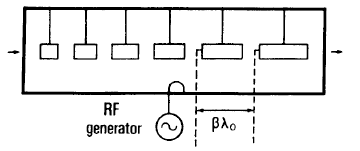 RF
generator
βλ₀